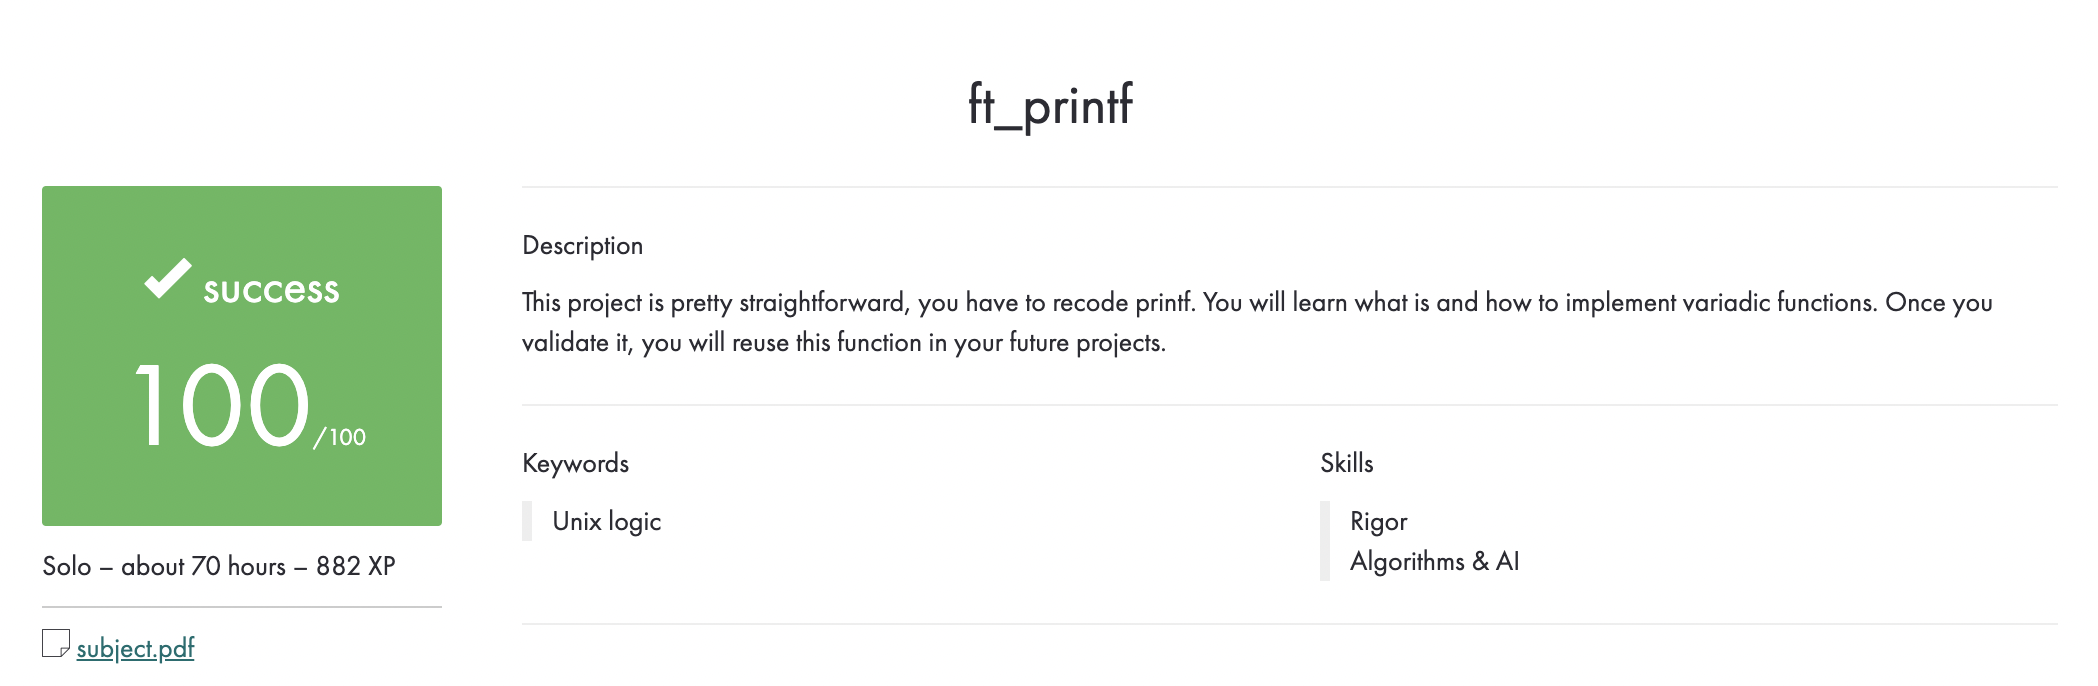 ft_printf
success
100/100
Solo – about 70 hours – 882 XP
subject.pdf
Description
This project is pretty straightforward, you have to recode printf. You will learn what is and how to implement variadic functions. Once you
validate it, you will reuse this function in your future projects.
Keywords
Unix logic
Skills
Rigor
Algorithms & AI